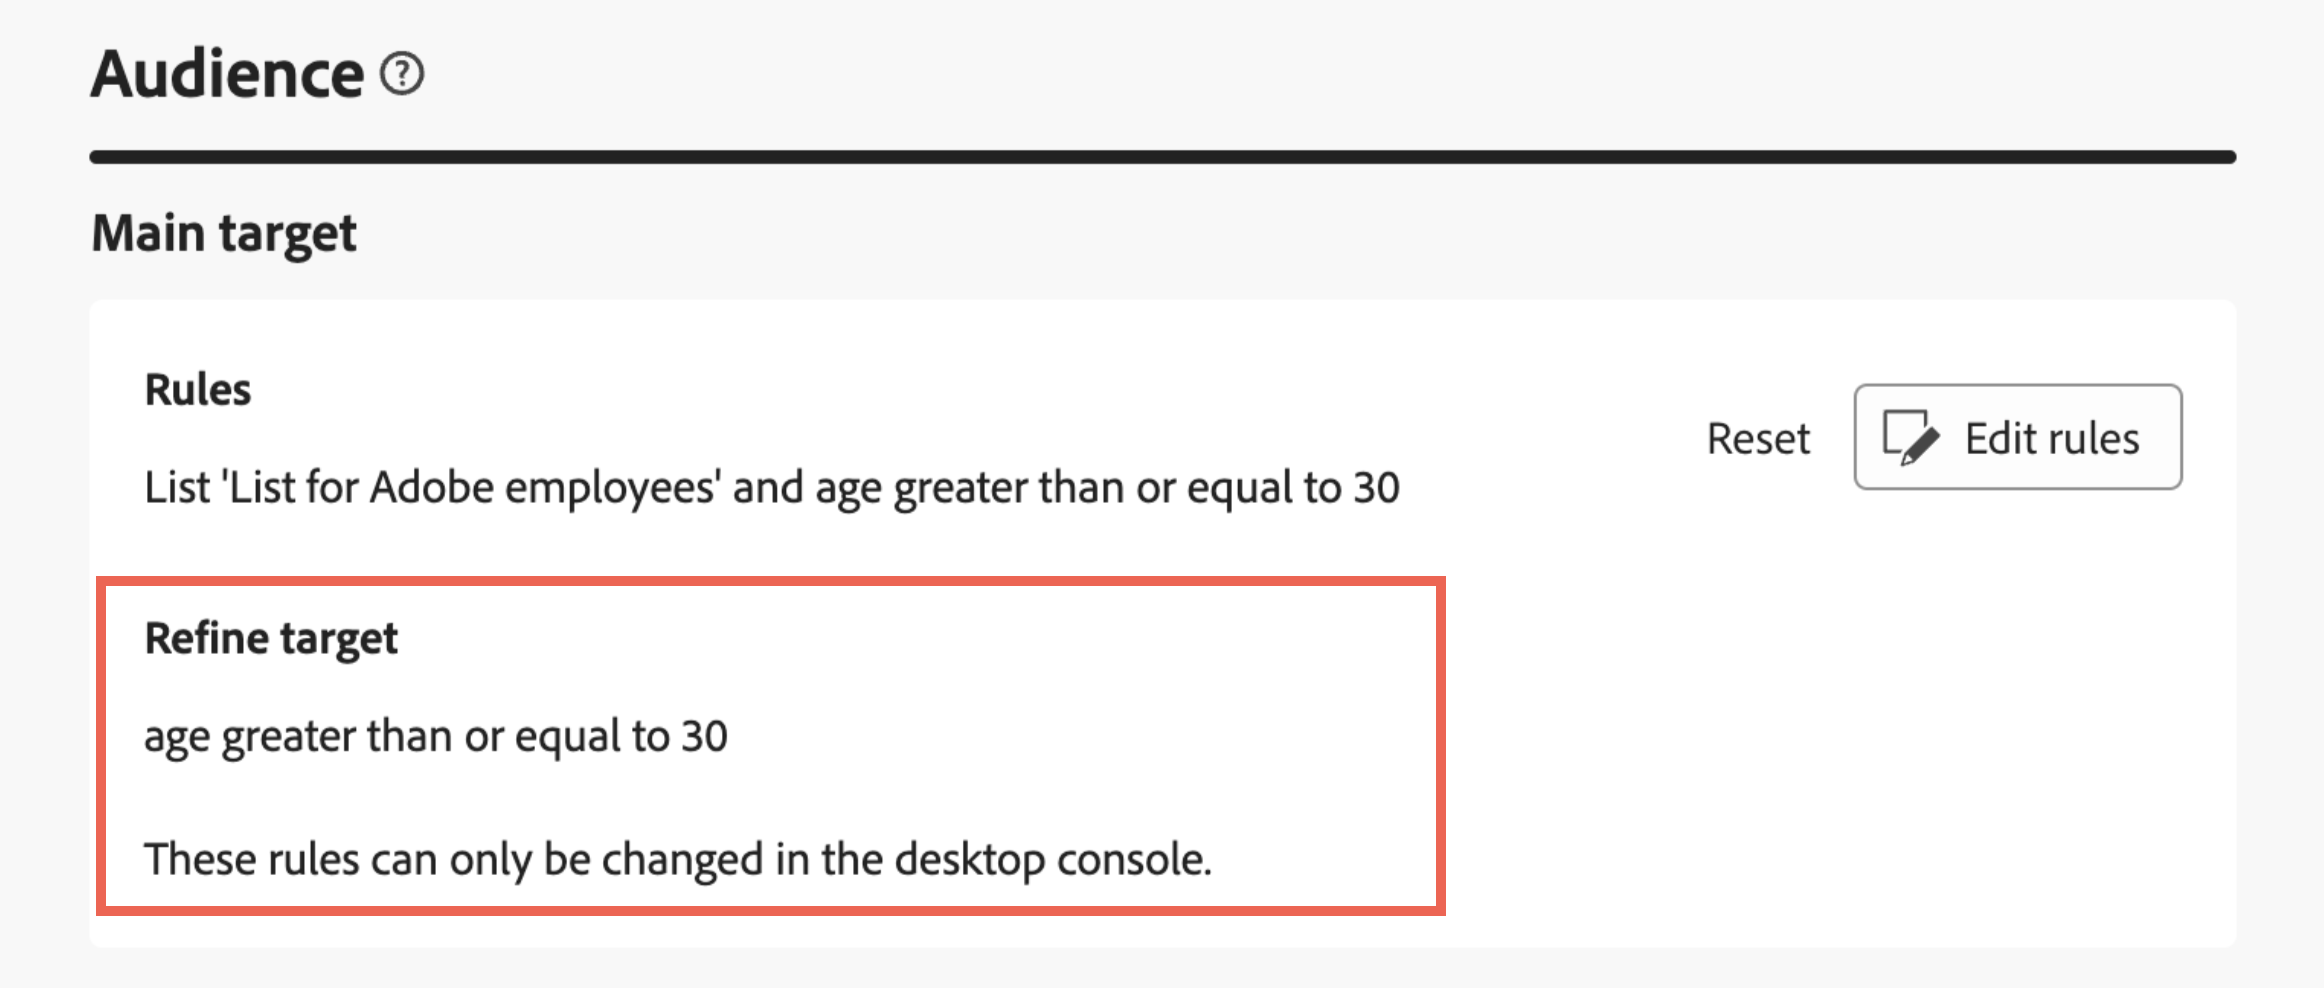 Audience ?
Main target
Rules
List 'List for Adobe employees' and age greater than or equal to 30
Reset
Edit rules
Refine target
age greater than or equal to 30
These rules can only be changed in the desktop console.